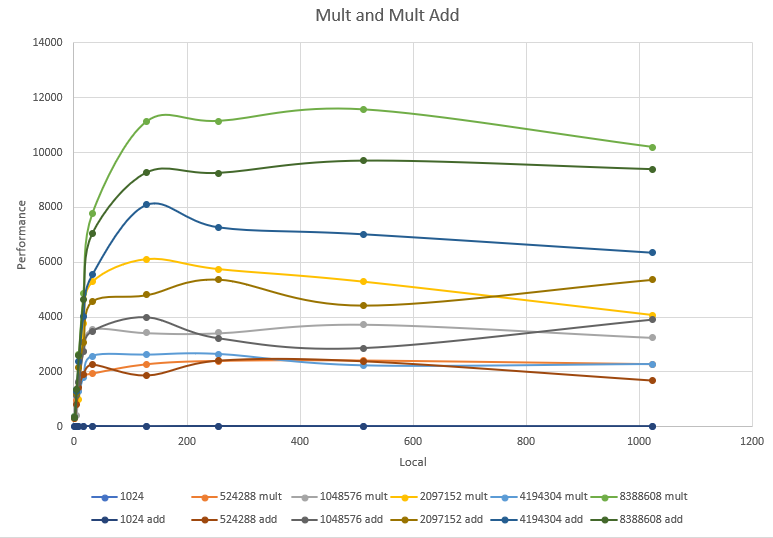 Mult and Mult Add
14000
12000
10000
8000
6000
4000
2000
0
Performance
0 200 400 600 800 1000 1200
Local
1024 524288 mult 1048576 mult 2097152 mult 4194304 mult 8388608 mult
1024 add 524288 add 1048576 add 2097152 add 4194304 add 8388608 add